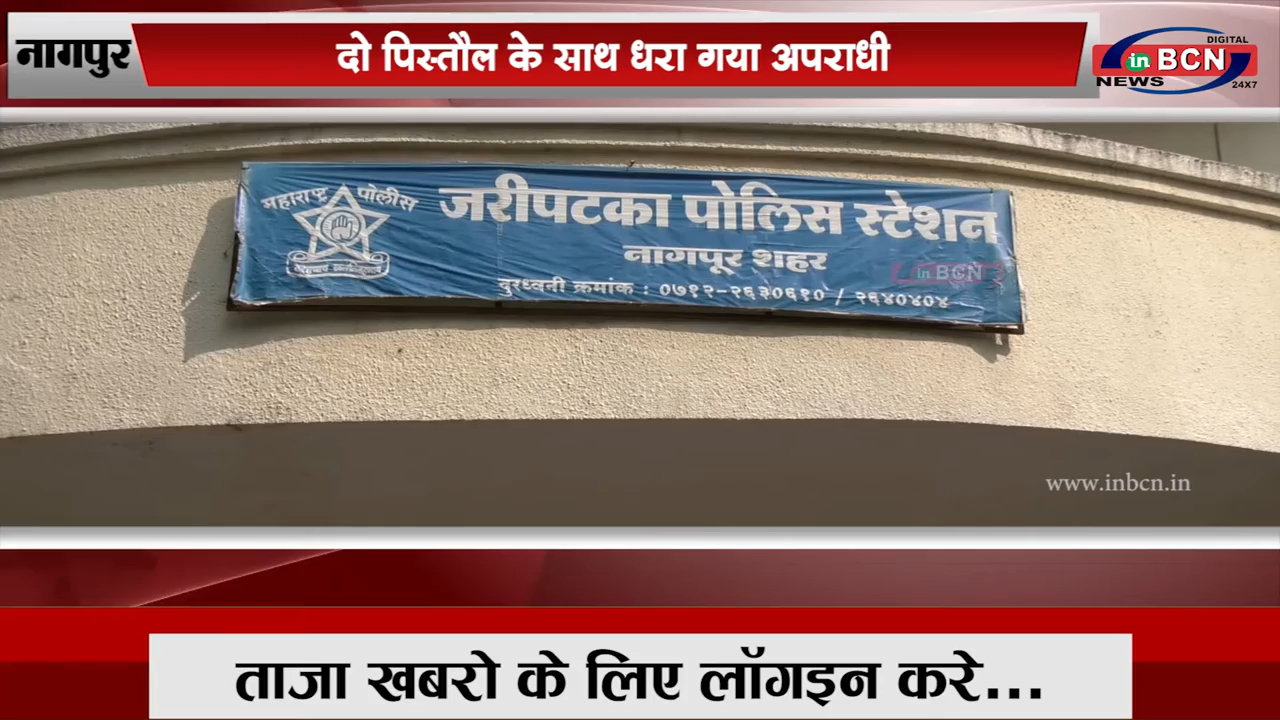 नागपुर
दो पिस्तौल के साथ धरा गया अपराधी
DIGITAL
in BCN
NEWS 24X7
महाराष्ट्र पोलीस
जरीपटका पोलिस स्टेशन
नागपूर शहर
in BCN
दुरध्वनी क्रमांक : ०७१२-२६३०६१० / २६४०४०४
www.inbcn.in
ताजा खबरो के लिए लॉगइन करे...